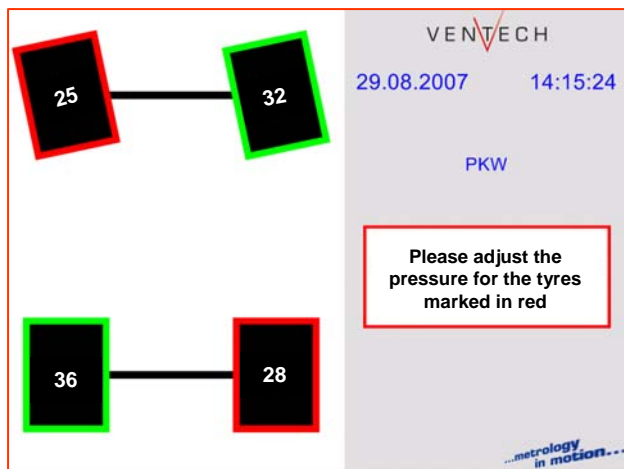 25
32
36
28
VENTECH
29.08.2007 14:15:24
PKW
Please adjust the
pressure for the tyres
marked in red
...metrology
in motion...